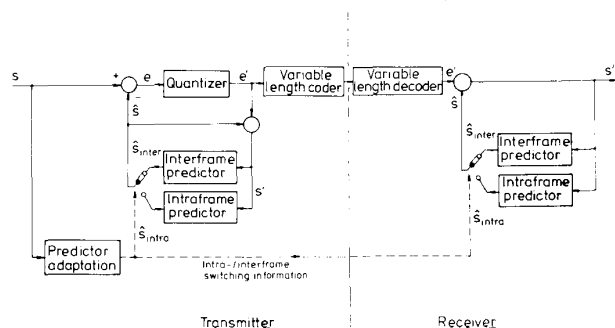 s
+
e
Quantizer
e'
Variable
length coder
Variable
length decoder
e'
s'
-
ŝ
ŝ
ŝinter
Interframe
predictor
Intraframe
predictor
s'
ŝintra
ŝinter
Interframe
predictor
Intraframe
predictor
ŝintra
Predictor
adaptation
Intra-/interframe
switching information
Transmitter
Receiver